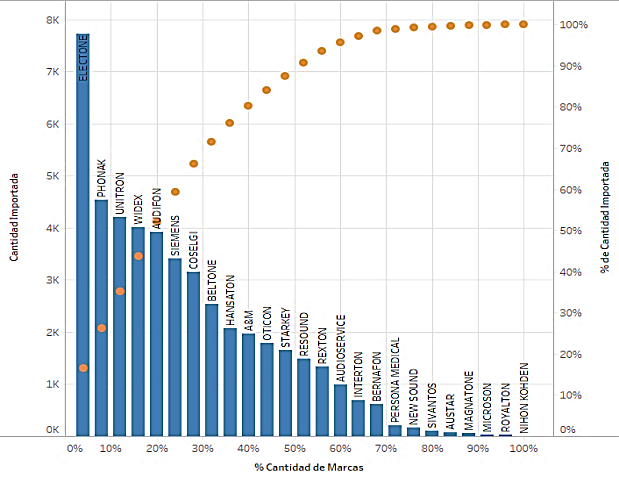 8K
7K
6K
5K
4K
3K
2K
1K
0K
Cantidad Importada
ELECTONE
PHONAK
UNITRON
WIDEX
AUDIFON
SIEMENS
COSELGI
BELTONE
HANSATON
A&M
OTICON
STARKEY
RESOUND
REXTON
AUDIOSERVICE
INTERTON
BERNAFON
PERSONA MEDICAL
NEW SOUND
SIVANTOS
AUSTAR
MAGNATONE
MICROSON
ROYALTON
NIHON KOHDEN
100%
90%
80%
70%
60%
50%
40%
30%
20%
10%
0%
% de Cantidad Importada
0% 10% 20% 30% 40% 50% 60% 70% 80% 90% 100%
% Cantidad de Marcas